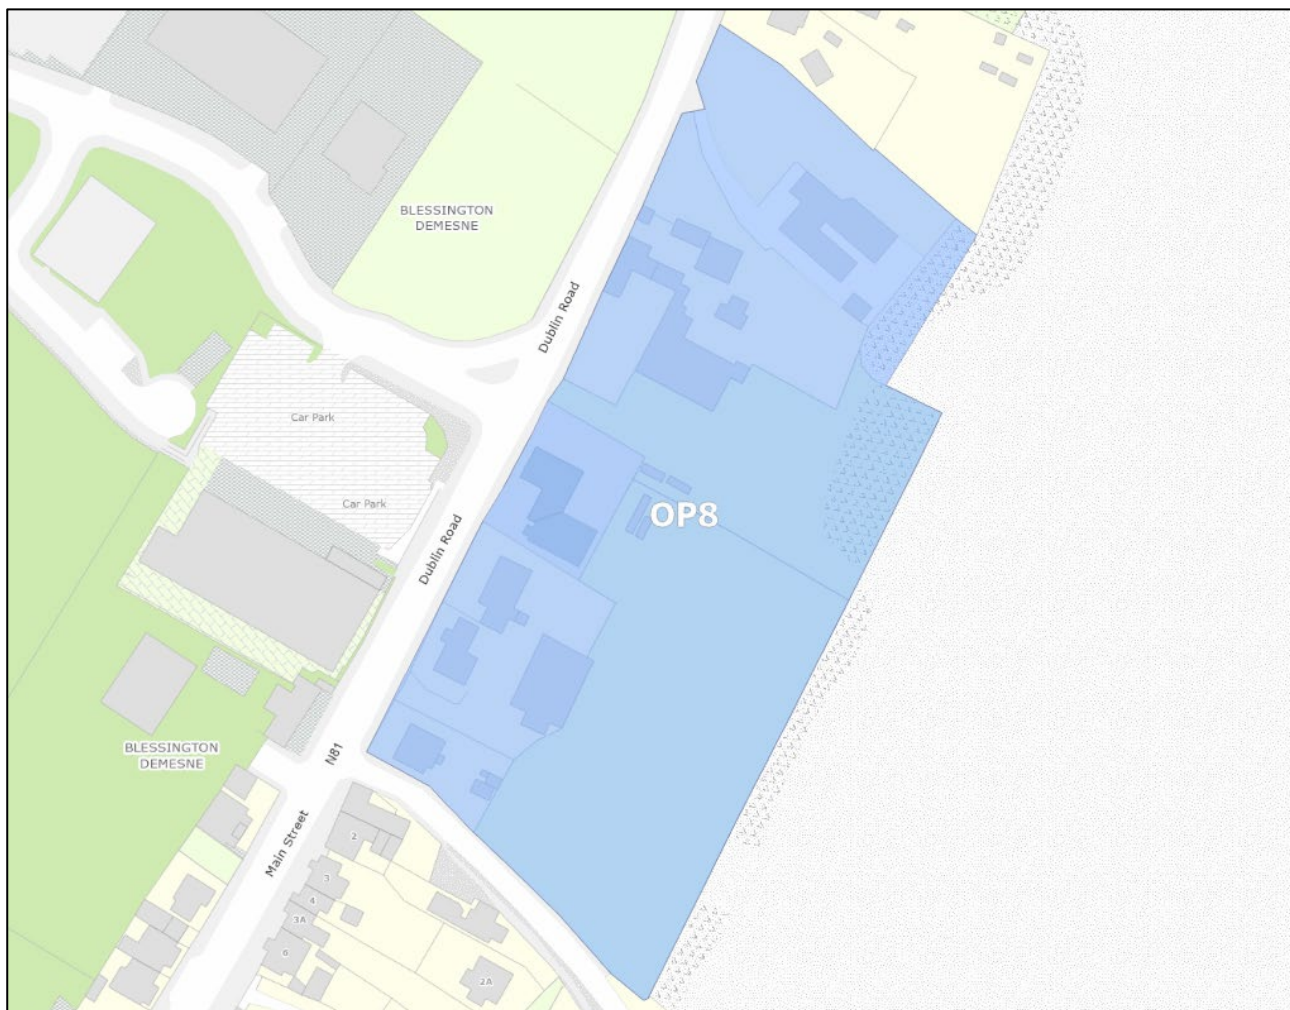 BLESSINGTON
DEMESNE
Dublin Road
Car Park
Car Park
OP8
Dublin Road
BLESSINGTON
DEMESNE
N81
Main Street
2
3
4
3A
6
2A